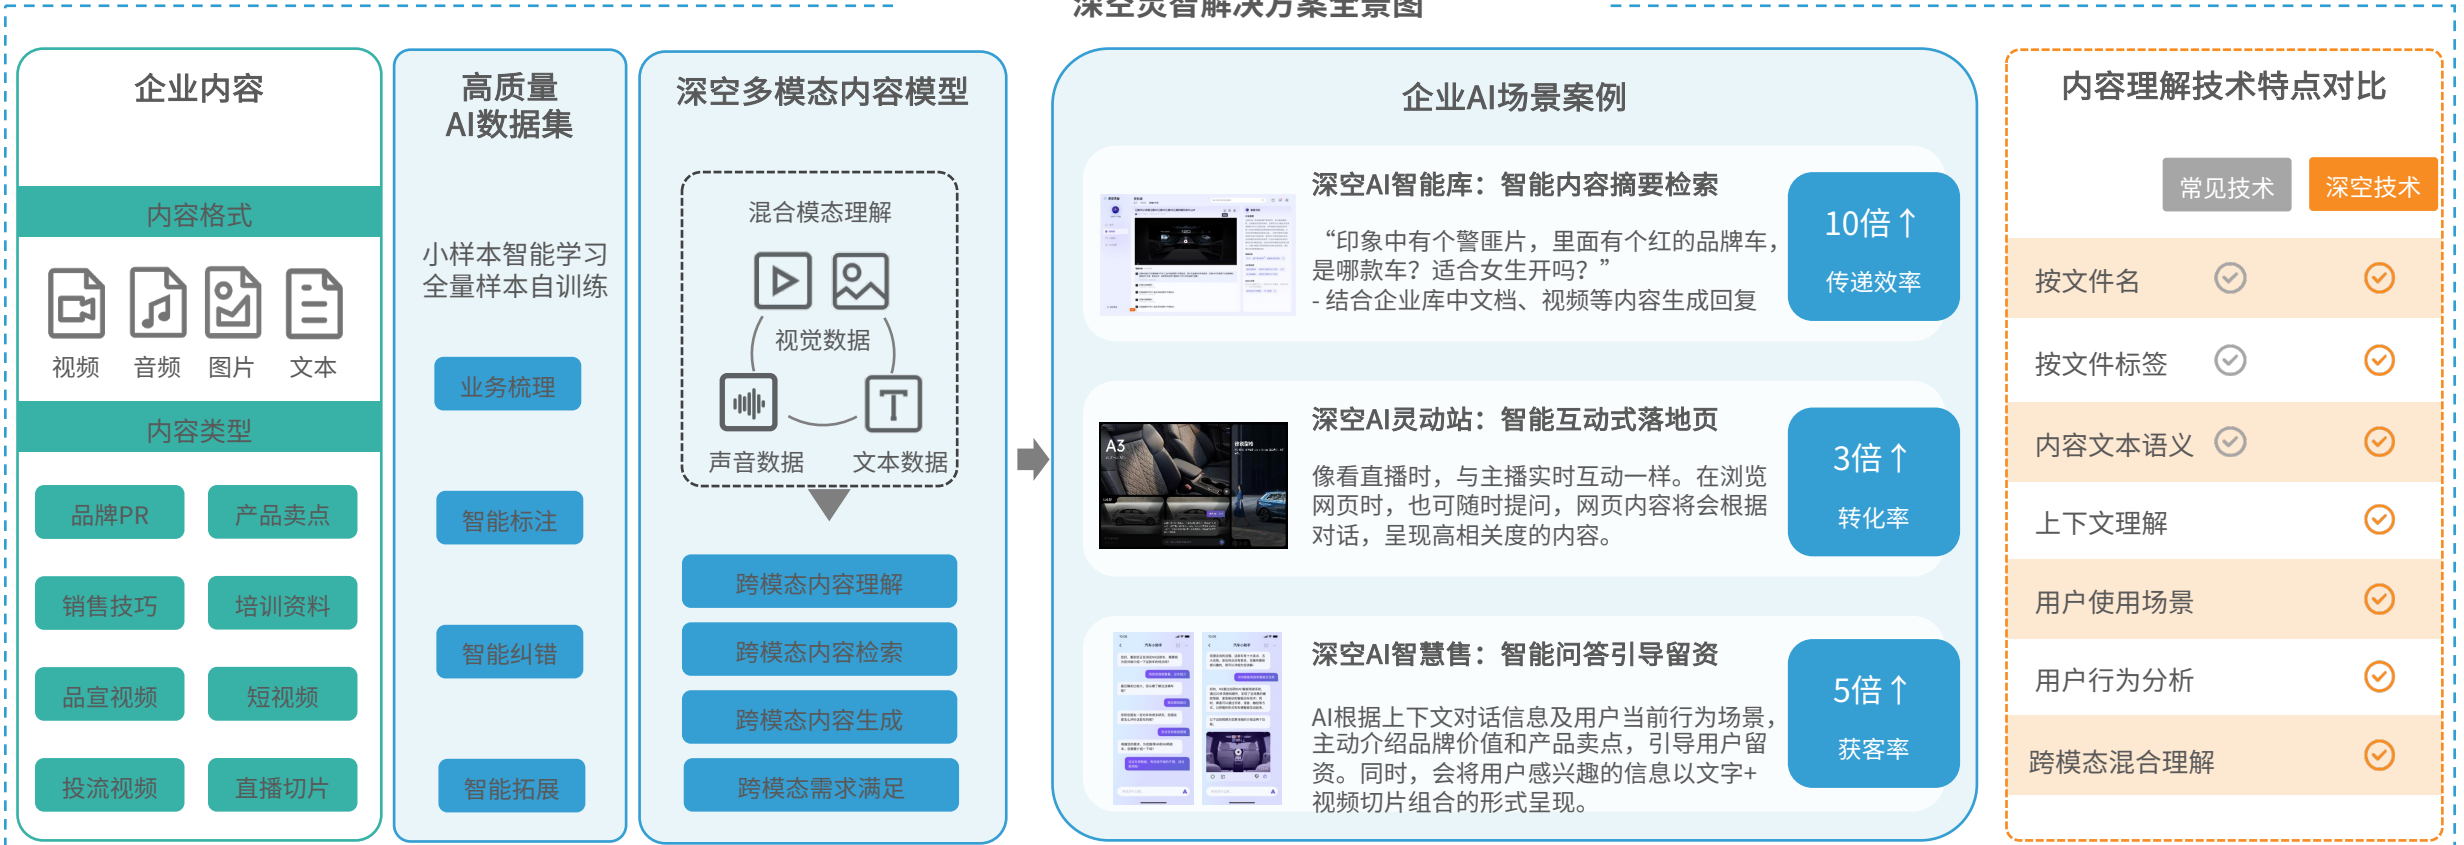 深空灵智解决方案全景图
企业内容
内容格式
视频
音频
图片
文本
内容类型
品牌PR
产品卖点
销售技巧
培训资料
品宣视频
短视频
投流视频
直播切片
高质量
AI数据集
小样本智能学习
全量样本自训练
业务梳理
智能标注
智能纠错
智能拓展
深空多模态内容模型
混合模态理解
视觉数据
声音数据
文本数据
跨模态内容理解
跨模态内容检索
跨模态内容生成
跨模态需求满足
企业AI场景案例
深空AI智能库：智能内容摘要检索
“印象中有个警匪片，里面有个红的品牌车，
是哪款车？适合女生开吗？”
- 结合企业库中文档、视频等内容生成回复
10倍↑
传递效率
A3
深空AI灵动站：智能互动式落地页
像看直播时，与主播实时互动一样。在浏览
网页时，也可随时提问，网页内容将会根据
对话，呈现高相关度的内容。
3倍↑
转化率
深空AI智慧售：智能问答引导留资
AI根据上下文对话信息及用户当前行为场景，
主动介绍品牌价值和产品卖点，引导用户留
资。同时，会将用户感兴趣的信息以文字+
视频切片组合的形式呈现。
5倍↑
获客率
内容理解技术特点对比
常见技术
深空技术
按文件名
按文件标签
内容文本语义
上下文理解
用户使用场景
用户行为分析
跨模态混合理解